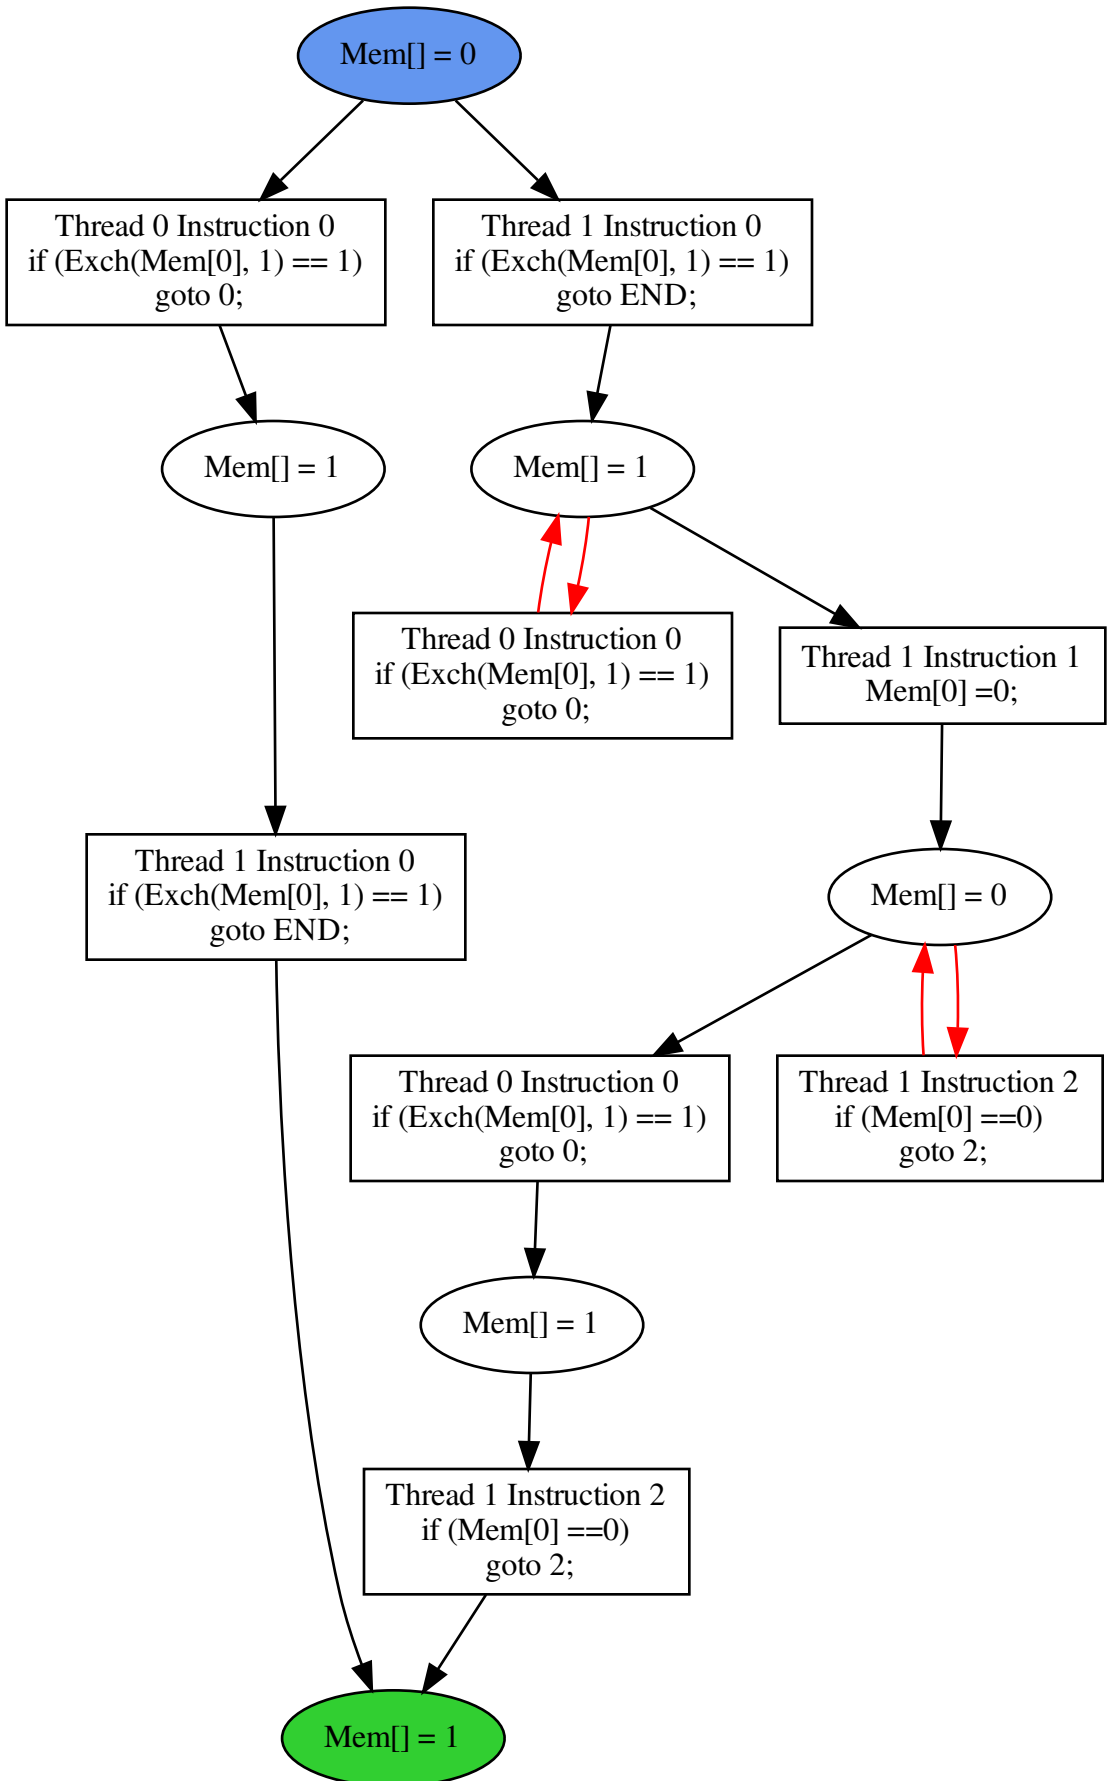 Mem[] = 0
Thread 0 Instruction 0
if (Exch(Mem[0], 1) == 1)
goto 0;
Thread 1 Instruction 0
if (Exch(Mem[0], 1) == 1)
goto END;
Mem[] = 1
Mem[] = 1
Thread 0 Instruction 0
if (Exch(Mem[0], 1) == 1)
goto 0;
Thread 1 Instruction 1
Mem[0] =0;
Thread 1 Instruction 0
if (Exch(Mem[0], 1) == 1)
goto END;
Mem[] = 0
Thread 0 Instruction 0
if (Exch(Mem[0], 1) == 1)
goto 0;
Thread 1 Instruction 2
if (Mem[0] ==0)
goto 2;
Mem[] = 1
Thread 1 Instruction 2
if (Mem[0] ==0)
goto 2;
Mem[] = 1